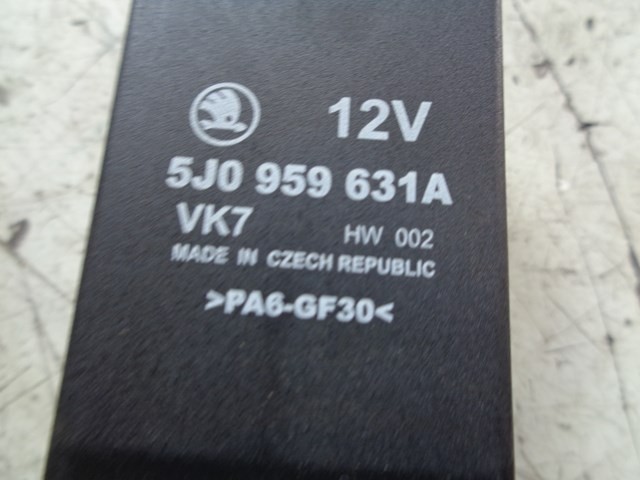 12V
5J0 959 631A
VK7 HW 002
MADE IN CZECH REPUBLIC
>PA6-GF30<